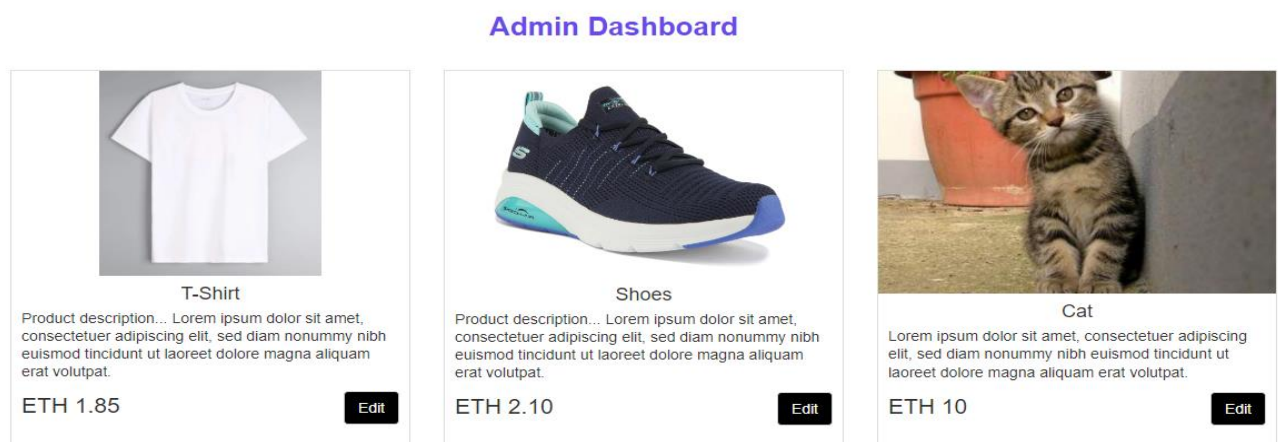 Admin Dashboard
T-Shirt
Product description... Lorem ipsum dolor sit amet,
consectetuer adipiscing elit, sed diam nonummy nibh
euismod tincidunt ut laoreet dolore magna aliquam
erat volutpat.
ETH 1.85
Edit
Shoes
Product description... Lorem ipsum dolor sit amet,
consectetuer adipiscing elit, sed diam nonummy nibh
euismod tincidunt ut laoreet dolore magna aliquam
erat volutpat.
ETH 2.10
Edit
Cat
Lorem ipsum dolor sit amet, consectetuer adipiscing
elit, sed diam nonummy nibh euismod tincidunt ut
laoreet dolore magna aliquam erat volutpat.
ETH 10
Edit